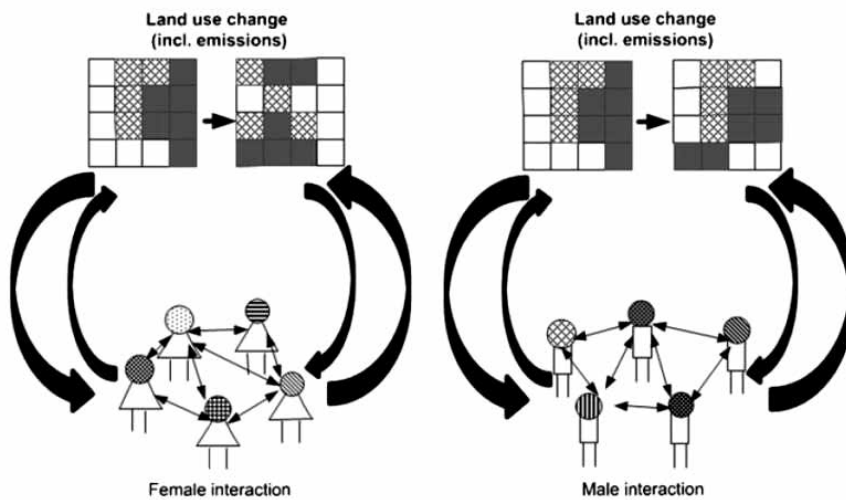 Land use change
(incl. emissions)
Land use change
(incl. emissions)
Female interaction
Male interaction